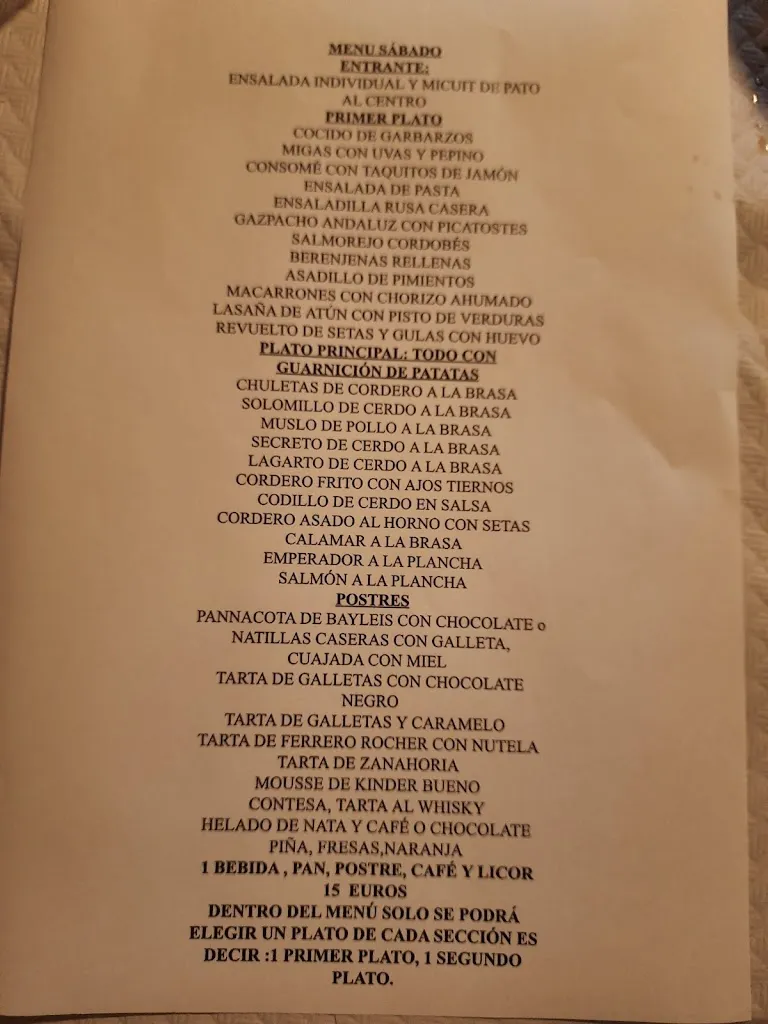 MENU SÁBADO
ENTRANTE:
ENSALADA INDIVIDUAL Y MICUIT DE PATO
AL CENTRO
PRIMER PLATO
COCIDO DE GARBARZOS
MIGAS CON UVAS Y PEPINO
CONSOMÉ CON TAQUITOS DE JAMÓN
ENSALADA DE PASTA
ENSALADILLA RUSA CASERA
GAZPACHO ANDALUZ CON PICATOSTES
SALMOREJO CORDOBÉS
BERENJENAS RELLENAS
ASADILLO DE PIMIENTOS
MACARRONES CON CHORIZO AHUMADO
LASAÑA DE ATÚN CON PISTO DE VERDURAS
REVUELTO DE SETAS Y GULAS CON HUEVO
PLATO PRINCIPAL: TODO CON
GUARNICIÓN DE PATATAS
CHULETAS DE CORDERO A LA BRASA
SOLOMILLO DE CERDO A LA BRASA
MUSLO DE POLLO A LA BRASA
SECRETO DE CERDO A LA BRASA
LAGARTO DE CERDO A LA BRASA
CORDERO FRITO CON AJOS TIERNOS
CODILLO DE CERDO EN SALSA
CORDERO ASADO AL HORNO CON SETAS
CALAMAR A LA BRASA
EMPERADOR A LA PLANCHA
SALMÓN A LA PLANCHA
POSTRES
PANNACOTA DE BAYLEIS CON CHOCOLATE o
NATILLAS CASERAS CON GALLETA,
CUAJADA CON MIEL
TARTA DE GALLETAS CON CHOCOLATE
NEGRO
TARTA DE GALLETAS Y CARAMELO
TARTA DE FERRERO ROCHER CON NUTELA
TARTA DE ZANAHORIA
MOUSSE DE KINDER BUENO
CONTESA, TARTA AL WHISKY
HELADO DE NATA Y CAFÉ O CHOCOLATE
PIÑA, FRESAS,NARANJA
1 BEBIDA , PAN, POSTRE, CAFÉ Y LICOR
15 EUROS
DENTRO DEL MENÚ SOLO SE PODRÁ
ELEGIR UN PLATO DE CADA SECCIÓN ES
DECIR :1 PRIMER PLATO, 1 SEGUNDO
PLATO.